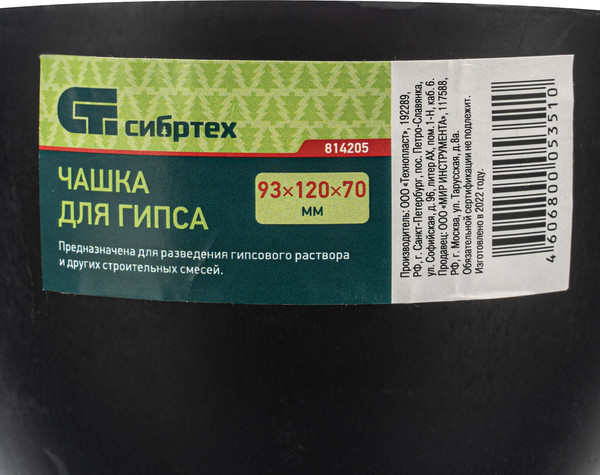 сибртех
814205
ЧАШКА
ДЛЯ ГИПСА
93×120×70
мм
Предназначена для разведения гипсового раствора
и других строительных смесей.
Производитель: ООО «Технопласт», 192289,
РФ, г. Санкт-Петербург, пос. Петро-Славянка,
ул. Софийская, д. 96, литер АХ, пом. 1-Н, каб. 6.
Продавец: ООО «МИР ИНСТРУМЕНТА», 117588,
РФ, г. Москва, ул. Тарусская, д. 8а.
Обязательной сертификации не подлежит.
Изготовлено в 2022 году.
4 606800 053510